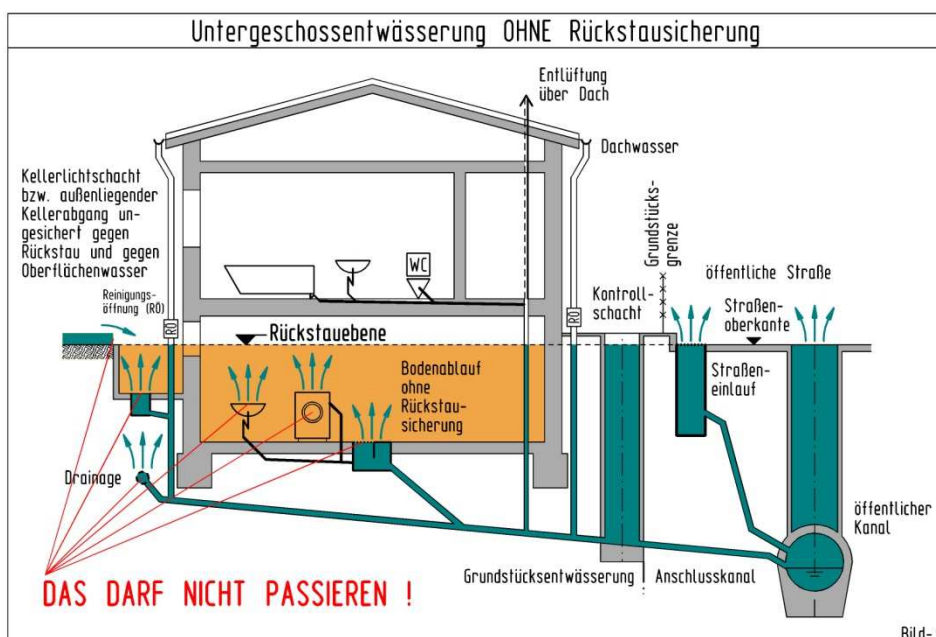 Untergeschossentwässerung OHNE Rückstausicherung
Entlüftung
über Dach
Dachwasser
Kellerlichtschacht
bzw. außenliegender
Kellerabgang un-
gesichert gegen
Rückstau und gegen
Oberflächenwasser
Reinigungs-
öffnung (RÖ)
RÖ
WC
Grundstücks-
grenze
Kontroll-
schacht
RÖ
öffentliche Straße
Straßen-
oberkante
Rückstauebene
Bodenablauf
ohne
Rückstau-
sicherung
Straßen-
einlauf
Drainage
öffentlicher
Kanal
Grundstücksentwässerung
Anschlusskanal
DAS DARF NICHT PASSIEREN !
Bild-